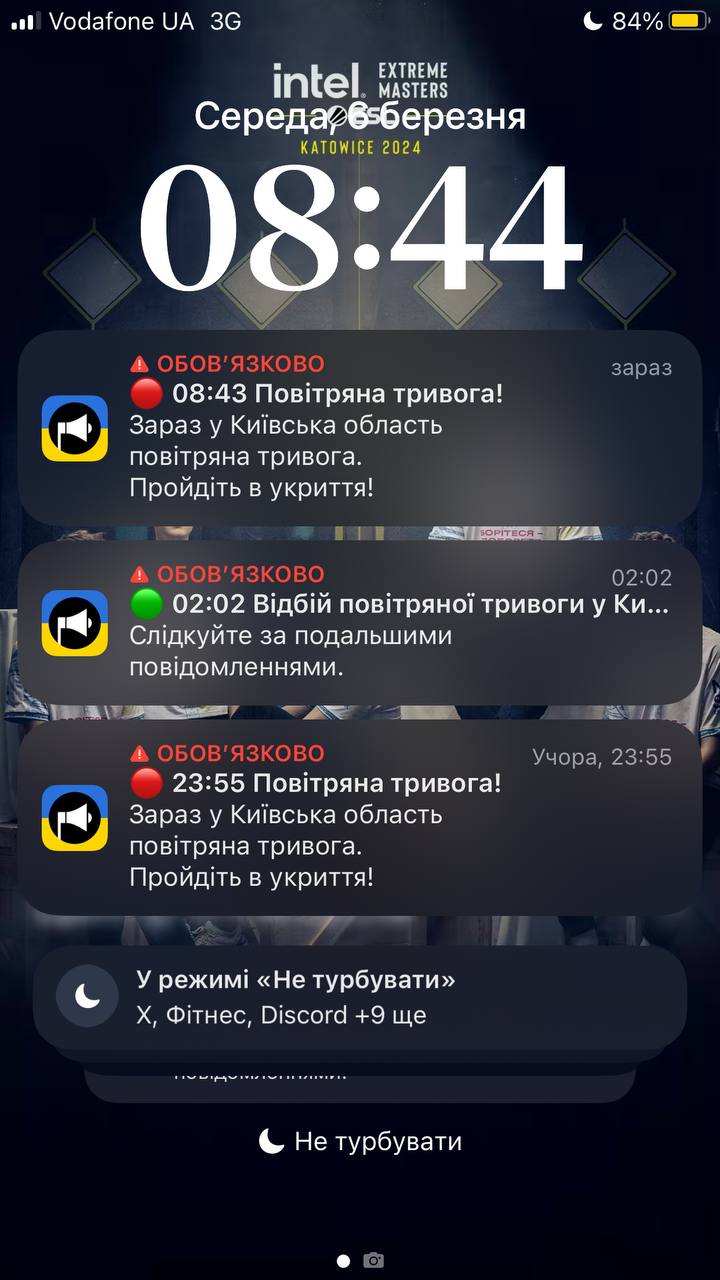 Vodafone UA 3G
84%
intel EXTREME
MASTERS
Середа, 6 березня
KATOWICE 2024
08:44
ОБОВ’ЯЗКОВО
зараз
08:43 Повітряна тривога!
Зараз у Київська область
повітряна тривога.
Пройдіть в укриття!
БОРІТЕСЯ –
ОБОВ’ЯЗКОВО
02:02
02:02 Відбій повітряної тривоги у Ки...
Слідкуйте за подальшими
повідомленнями.
ОБОВ’ЯЗКОВО
Учора, 23:55
23:55 Повітряна тривога!
Зараз у Київська область
повітряна тривога.
Пройдіть в укриття!
У режимі «Не турбувати»
X, Фітнес, Discord +9 ще
повідомленнями.
Не турбувати